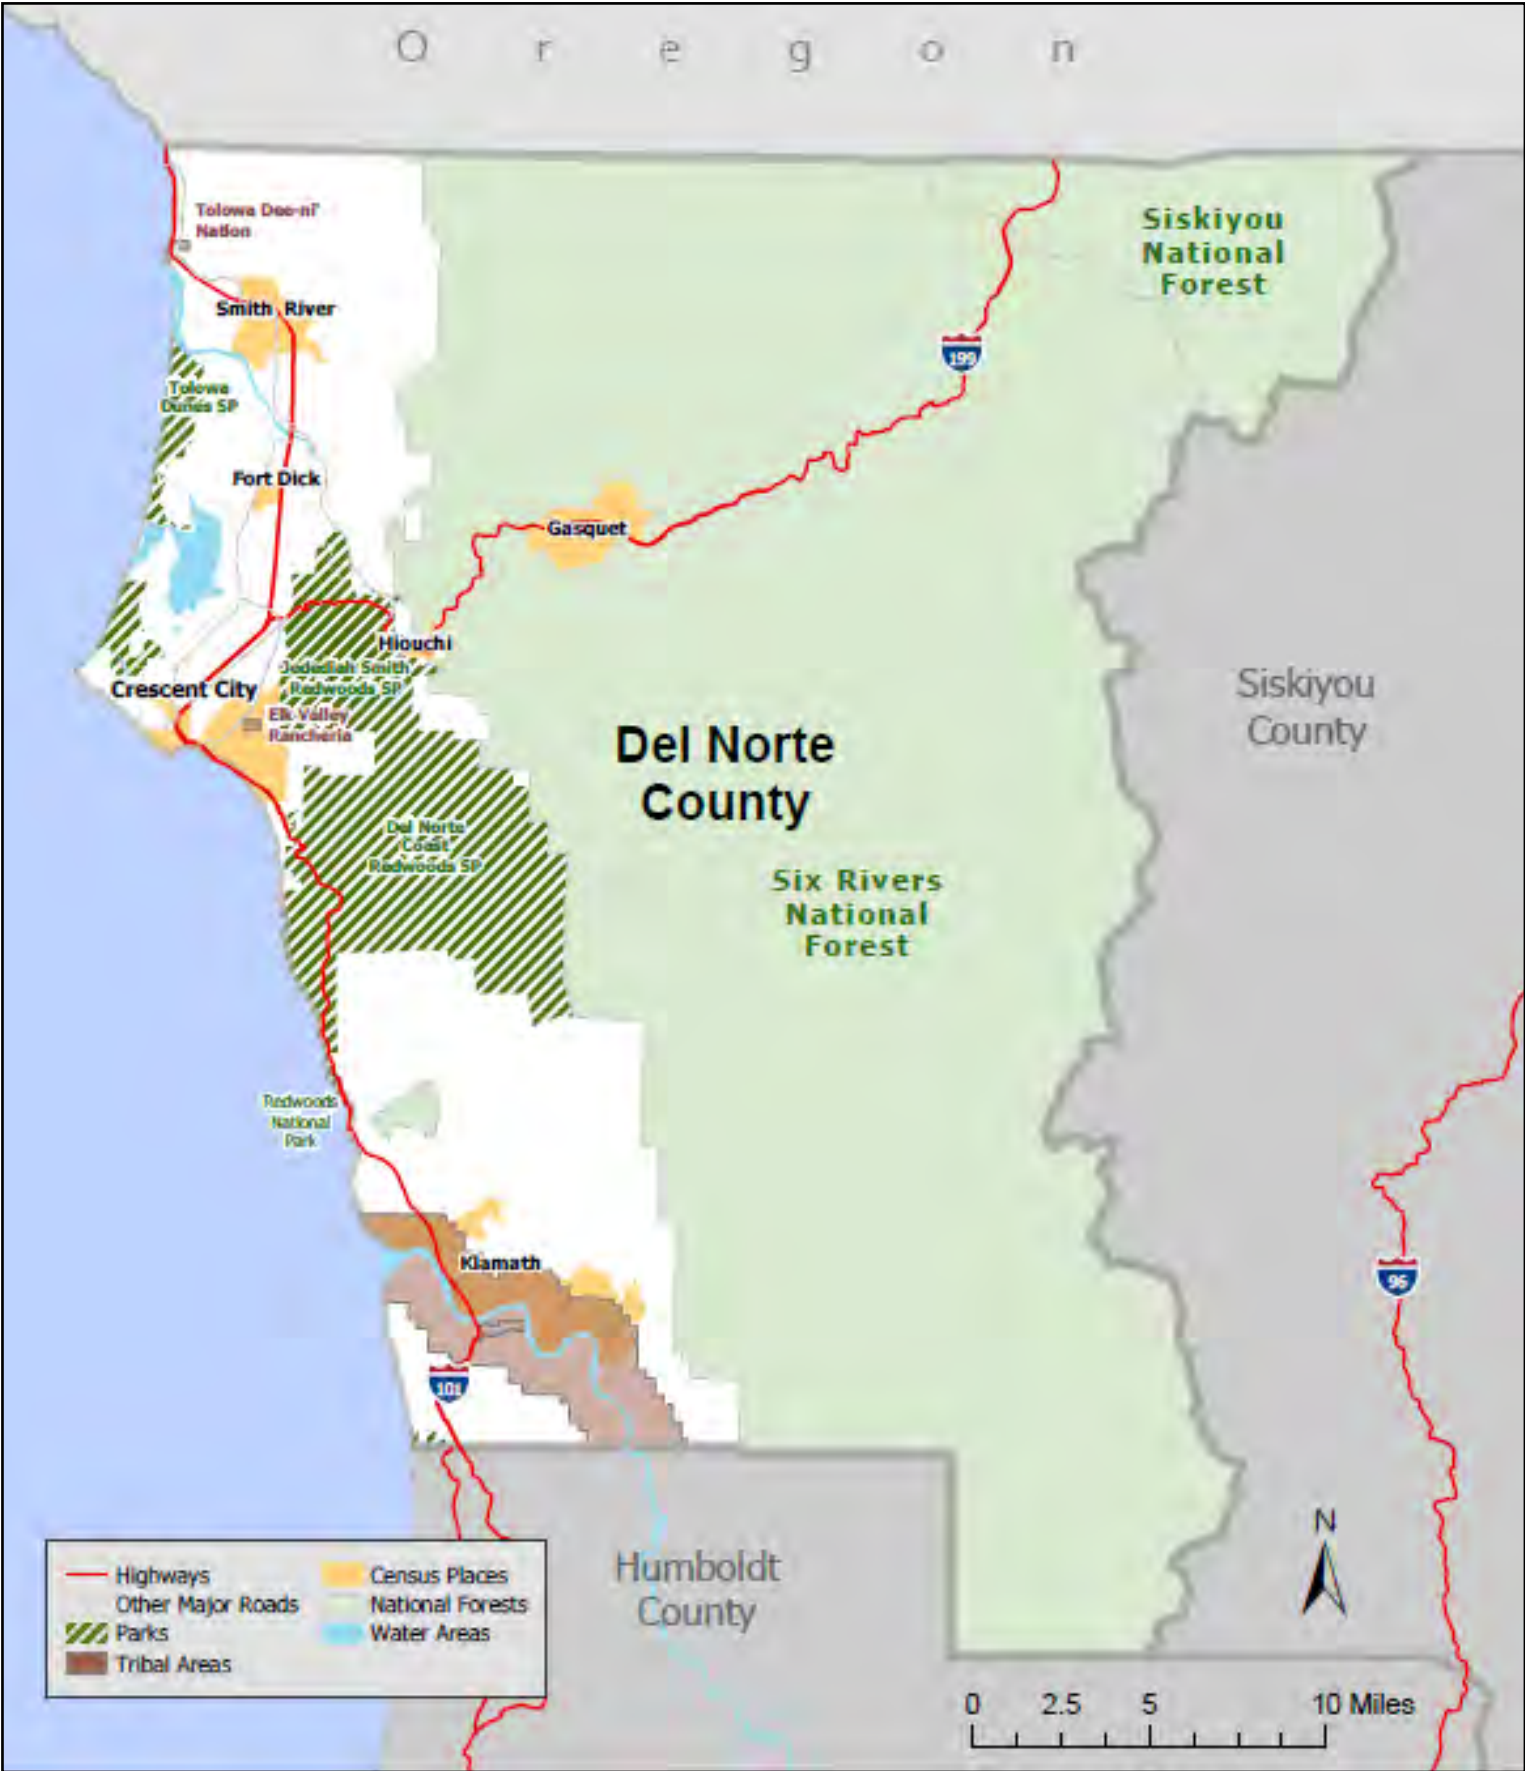 O r e g o n
Tolowa Dee-ni'
Nation
Siskiyou
National
Forest
Smith River
199
Tolowa
Dunes SP
Fort Dick
Gasquet
Hiouchi
Jedediah Smith
Redwoods SP
Crescent City
Elk Valley
Rancheria
Siskiyou
County
Del Norte
County
Del Norte
Coast
Redwoods SP
Six Rivers
National
Forest
Redwoods
National
Park
Klamath
96
101
N
Humboldt
County
Highways
Other Major Roads
Parks
Tribal Areas
Census Places
National Forests
Water Areas
0 2.5 5 10 Miles